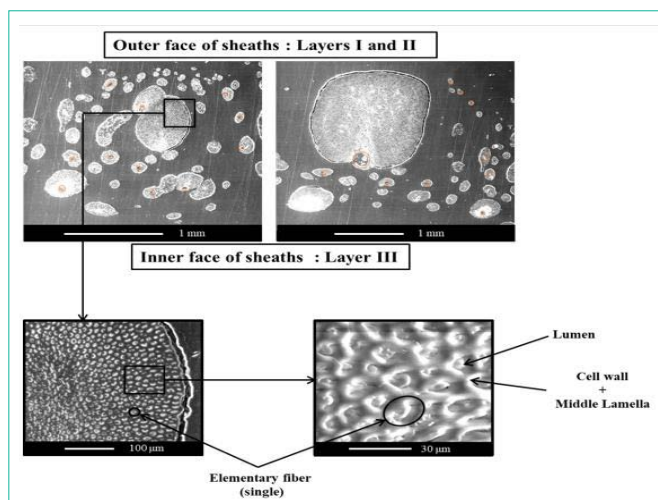 Outer face of sheaths : Layers I and II
1 mm
1 mm
Inner face of sheaths : Layer III
Lumen
Cell wall
+
Middle Lamella
100 µm
30 µm
Elementary fiber
(single)